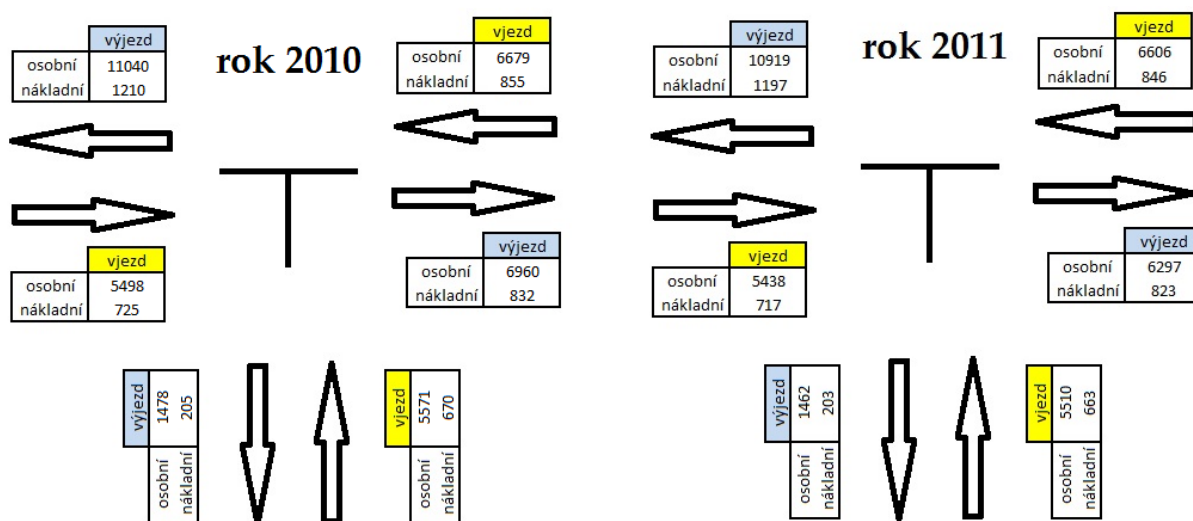 rok 2010
výjezd
osobní 11040
nákladní 1210
vjezd
osobní 6679
nákladní 855
vjezd
osobní 5498
nákladní 725
výjezd
osobní 6960
nákladní 832
výjezd
osobní 1478
nákladní 205
vjezd
osobní 5571
nákladní 670
rok 2011
výjezd
osobní 10919
nákladní 1197
vjezd
osobní 6606
nákladní 846
vjezd
osobní 5438
nákladní 717
výjezd
osobní 6297
nákladní 823
výjezd
osobní 1462
nákladní 203
vjezd
osobní 5510
nákladní 663